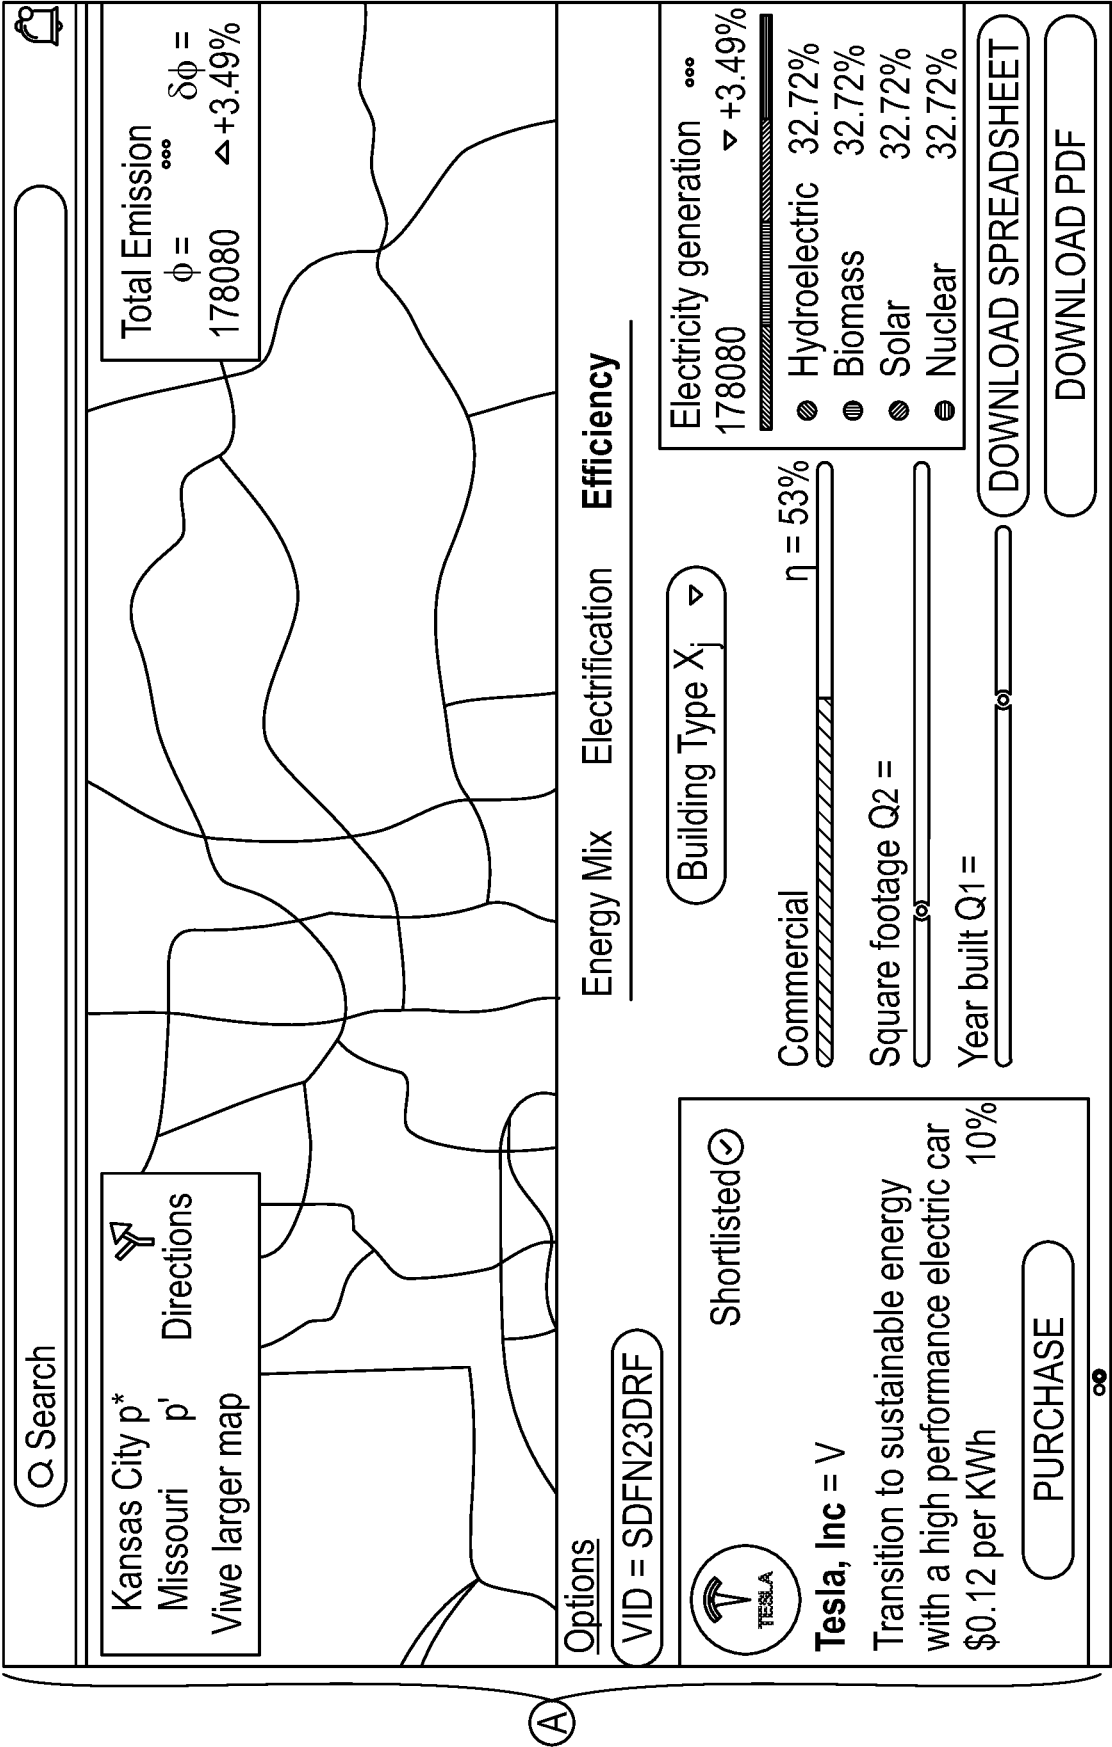 Search
Kansas City p*
Missouri p' Directions
Viwe larger map
Total Emission
ϕ = °°° δϕ =
178080 △+3.49%
Energy Mix Electrification Efficiency
Options
VID = SDFN23DRF
Building Type Xj ▽
Shortlisted
TESLA
Tesla, Inc = V
Transition to sustainable energy
with a high performance electric car
$0.12 per KWh 10%
PURCHASE
Commercial η = 53%
Square footage Q2 =
Year built Q1 =
Electricity generation °°°
178080 ▽ +3.49%
Hydroelectric 32.72%
Biomass 32.72%
Solar 32.72%
Nuclear 32.72%
DOWNLOAD SPREADSHEET
DOWNLOAD PDF
A